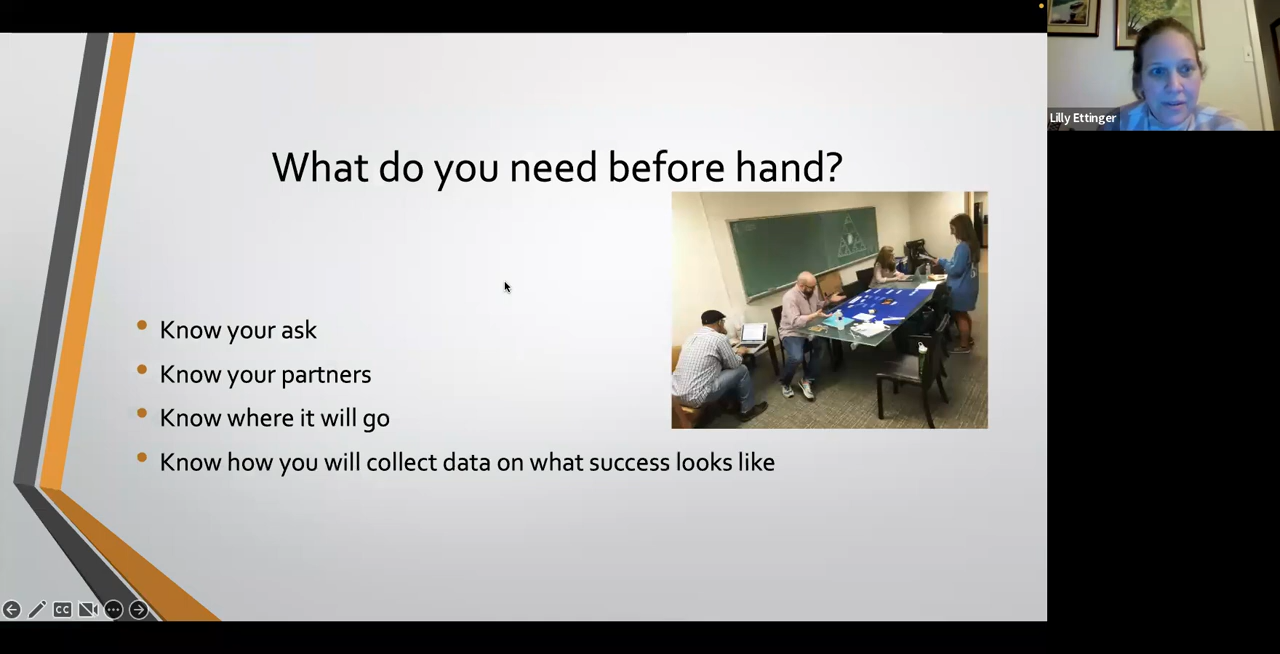 What do you need before hand?
Know your ask
Know your partners
Know where it will go
Know how you will collect data on what success looks like
Lilly Ettinger
CC